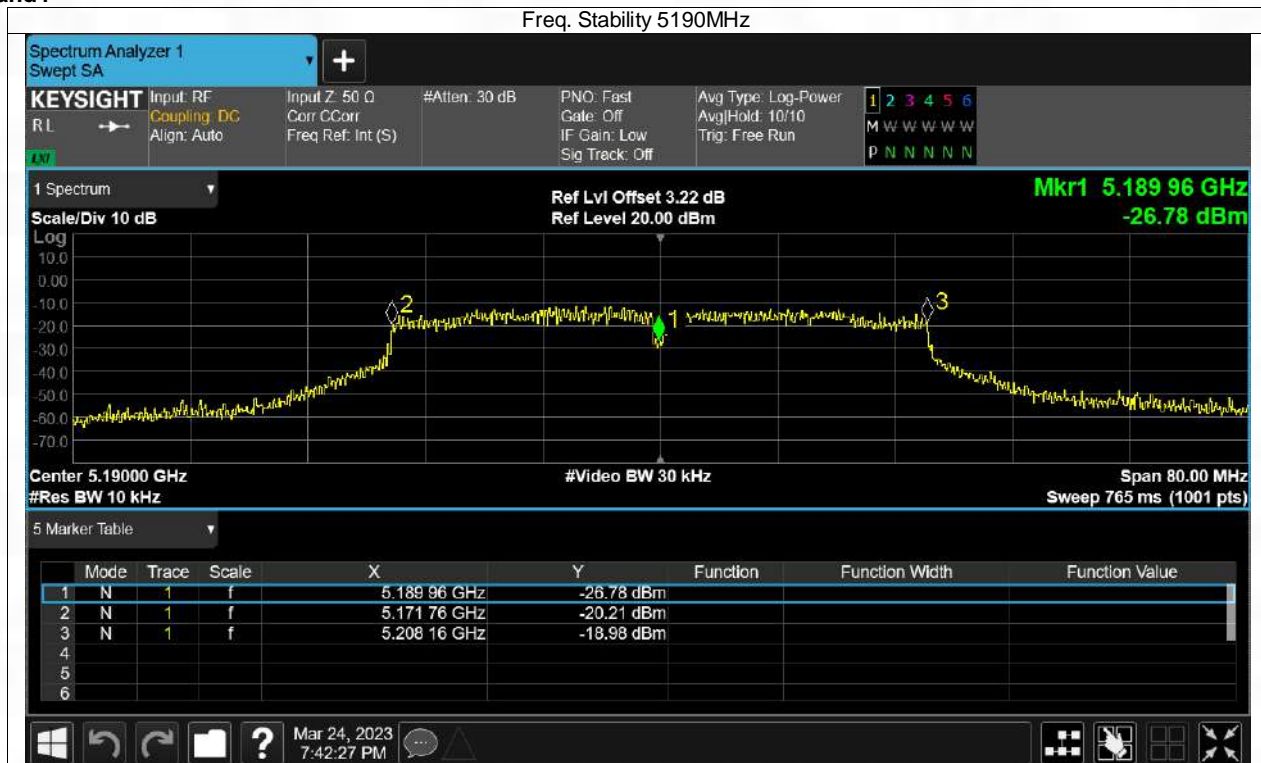 Freq. Stability 5190MHz
Spectrum Analyzer 1
Swept SA
+
KEYSIGHT
RL
LXI
Input: RF
Coupling: DC
Align: Auto
Input Z: 50 Ω
Corr CCorr
Freq Ref: Int (S)
#Atten: 30 dB
PNO: Fast
Gate: Off
IF Gain: Low
Sig Track: Off
Avg Type: Log-Power
Avg|Hold: 10/10
Trig: Free Run
1 2 3 4 5 6
M W W W W W
P N N N N N
1 Spectrum
Scale/Div 10 dB
Ref Lvl Offset 3.22 dB
Ref Level 20.00 dBm
Mkr1 5.189 96 GHz
-26.78 dBm
Log
10.0
0.00
-10.0
-20.0
-30.0
-40.0
-50.0
-60.0
-70.0
2
1
3
Center 5.19000 GHz
#Res BW 10 kHz
#Video BW 30 kHz
Span 80.00 MHz
Sweep 765 ms (1001 pts)
5 Marker Table
Mode Trace Scale X Y Function Function Width Function Value
1 N 1 f 5.189 96 GHz -26.78 dBm
2 N 1 f 5.171 76 GHz -20.21 dBm
3 N 1 f 5.208 16 GHz -18.98 dBm
4
5
6
?
Mar 24, 2023
7:42:27 PM